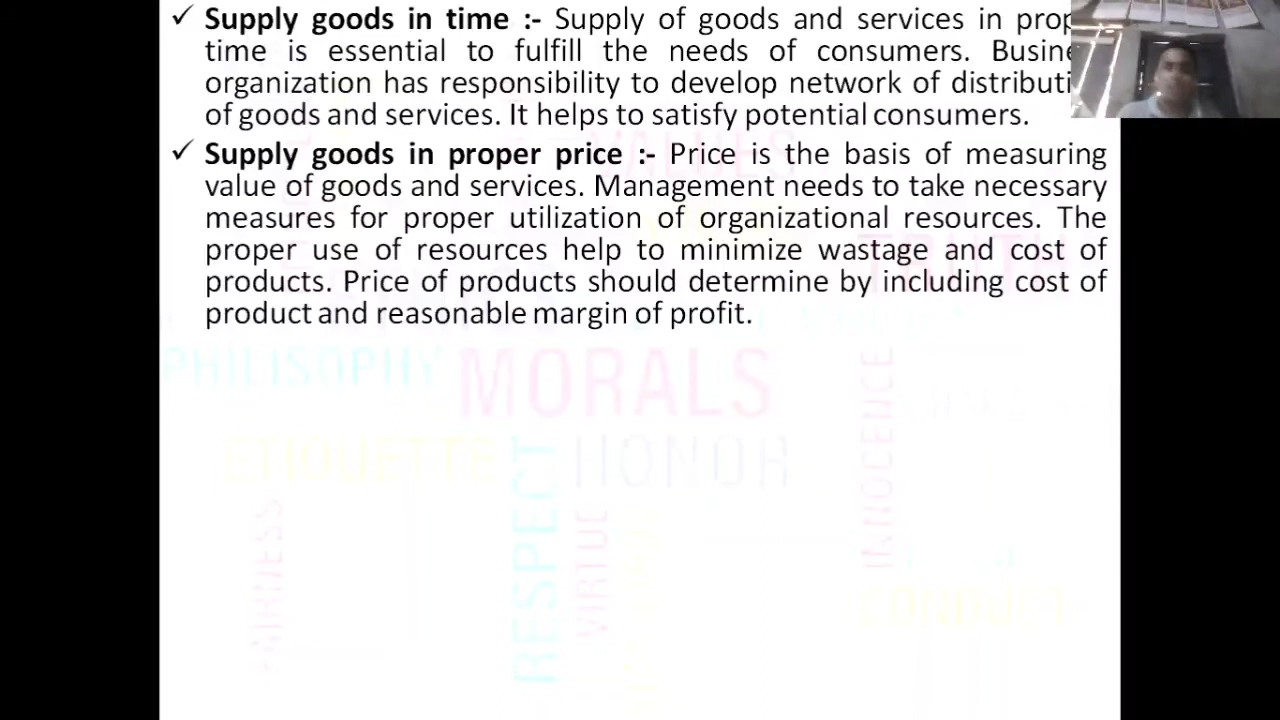 ✓ Supply goods in time :- Supply of goods and services in prop
time is essential to fulfill the needs of consumers. Busine
organization has responsibility to develop network of distributi
of goods and services. It helps to satisfy potential consumers.
✓ Supply goods in proper price :- Price is the basis of measuring
value of goods and services. Management needs to take necessary
measures for proper utilization of organizational resources. The
proper use of resources help to minimize wastage and cost of
products. Price of products should determine by including cost of
product and reasonable margin of profit.
VALUES
TRUTH
PHILISOPHY
MORALS
INNOCENCE
ETIQUETTE
RESPECT
HONOR
FAIRNESS
VIRTUE
CONDUCT